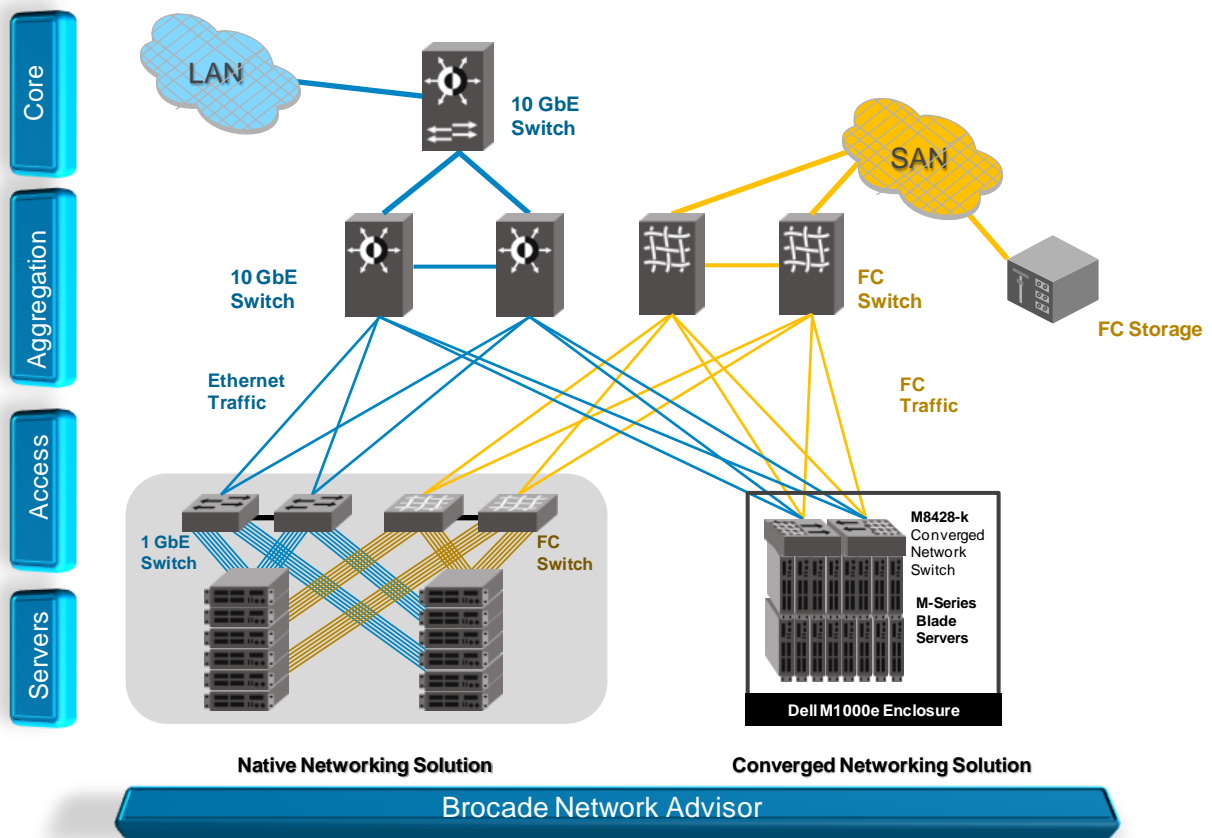 Core
LAN
10 GbE
Switch
SAN
Aggregation
10 GbE
Switch
FC
Switch
FC Storage
Ethernet
Traffic
FC
Traffic
Access
1 GbE
Switch
FC
Switch
M8428-k
Converged
Network
Switch
M-Series
Blade
Servers
Servers
Dell M1000e Enclosure
Native Networking Solution
Converged Networking Solution
Brocade Network Advisor